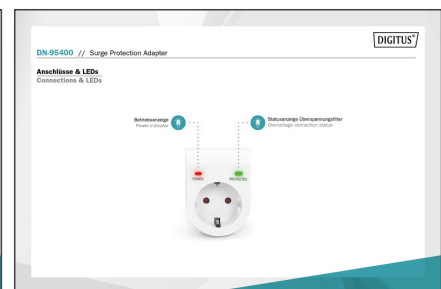 DIGITUS®
DN-95400 // Surge Protection Adapter
Anschlüsse & LEDs
Connections & LEDs
Betriebsanzeige
Power indicator
Statusanzeige Überspannungsfilter
Overvoltage connection status
POWER
PROTECTED